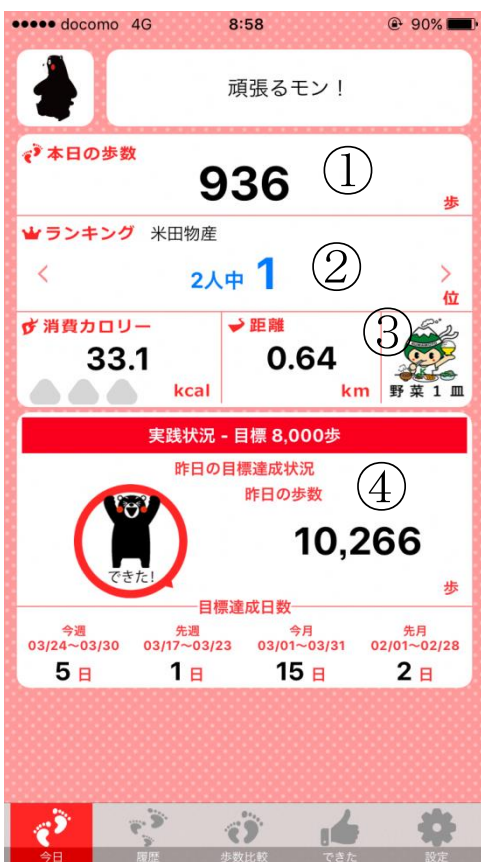 docomo 4G 8:58 90%
頑張るモン！
本日の歩数
936 ①
歩
ランキング 米田物産
< 2人中 1 ② >
位
消費カロリー 距離 ③
33.1 0.64
kcal km 野菜1皿
実践状況 - 目標 8,000歩
昨日の目標達成状況
昨日の歩数 ④
10,266
できた!
歩
目標達成日数
今週 先週 今月 先月
03/24～03/30 03/17～03/23 03/01～03/31 02/01～02/28
5日 1日 15日 2日
今日 履歴 歩数比較 できた 設定